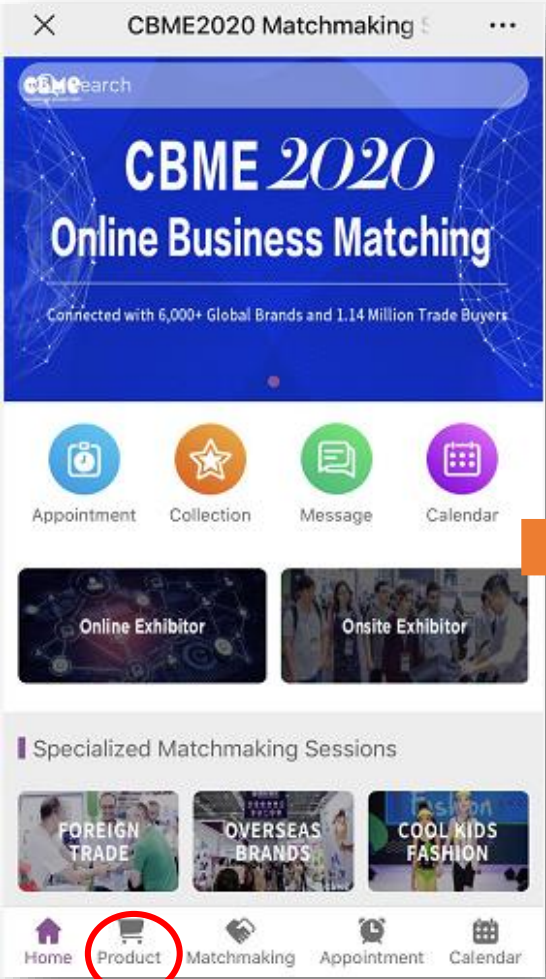 CBME2020 Matchmaking
CBME earch
CBME 2020
Online Business Matching
Connected with 6,000+ Global Brands and 1.14 Million Trade Buyers
Appointment Collection Message Calendar
Online Exhibitor Onsite Exhibitor
Specialized Matchmaking Sessions
FOREIGN TRADE OVERSEAS BRANDS COOL KIDS FASHION
Home Product Matchmaking Appointment Calendar